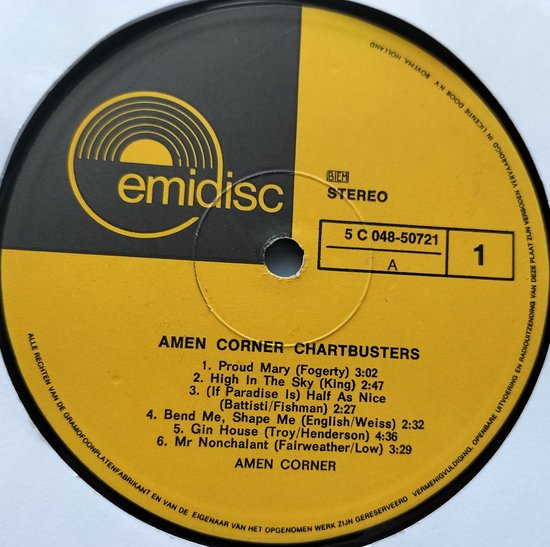 emidisc
BIEM
STEREO
5 C 048-50721
A
1
AMEN CORNER CHARTBUSTERS
1. Proud Mary (Fogerty) 3:02
2. High In The Sky (King) 2:47
3. (If Paradise Is) Half As Nice
(Battisti/Fishman) 2:27
4. Bend Me, Shape Me (English/Weiss) 2:32
5. Gin House (Troy/Henderson) 4:36
6. Mr Nonchalant (Fairweather/Low) 3:29
AMEN CORNER
ALLE RECHTEN VAN DE GRAMOFOONPLATENFABRIKANT EN VAN DE EIGENAAR VAN HET OPGENOMEN WERK ZIJN GERESERVEERD. VERMENIGVULDIGING, OPENBARE UITVOERING EN RADIOUITZENDING VAN DEZE PLAAT ZIJN VERBODEN VERVAARDIGD IN LICENTIE DOOR N.V. BOVEMA HOLLAND